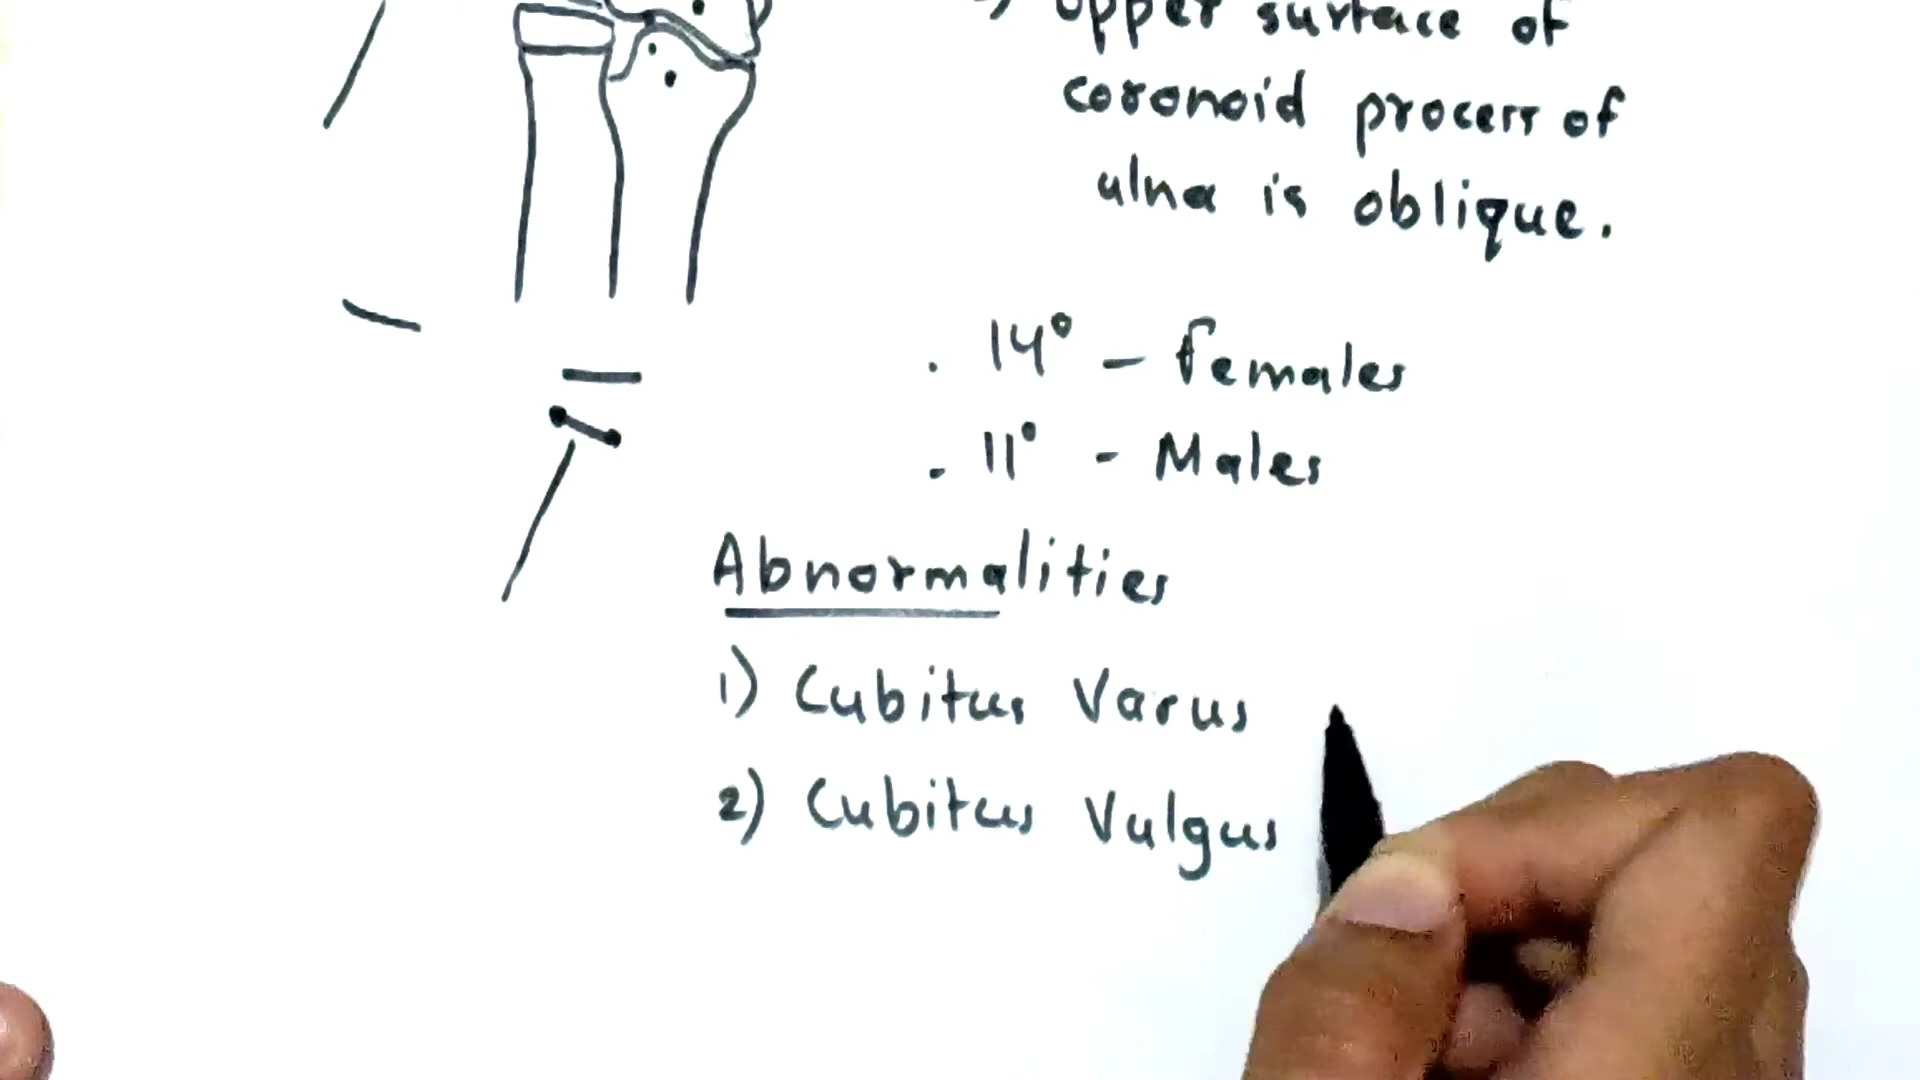 Upper surface of
coronoid process of
ulna is oblique.
. 14° - Females
. 11° - Males
Abnormalities
1) Cubitus Varus
2) Cubitus Vulgus